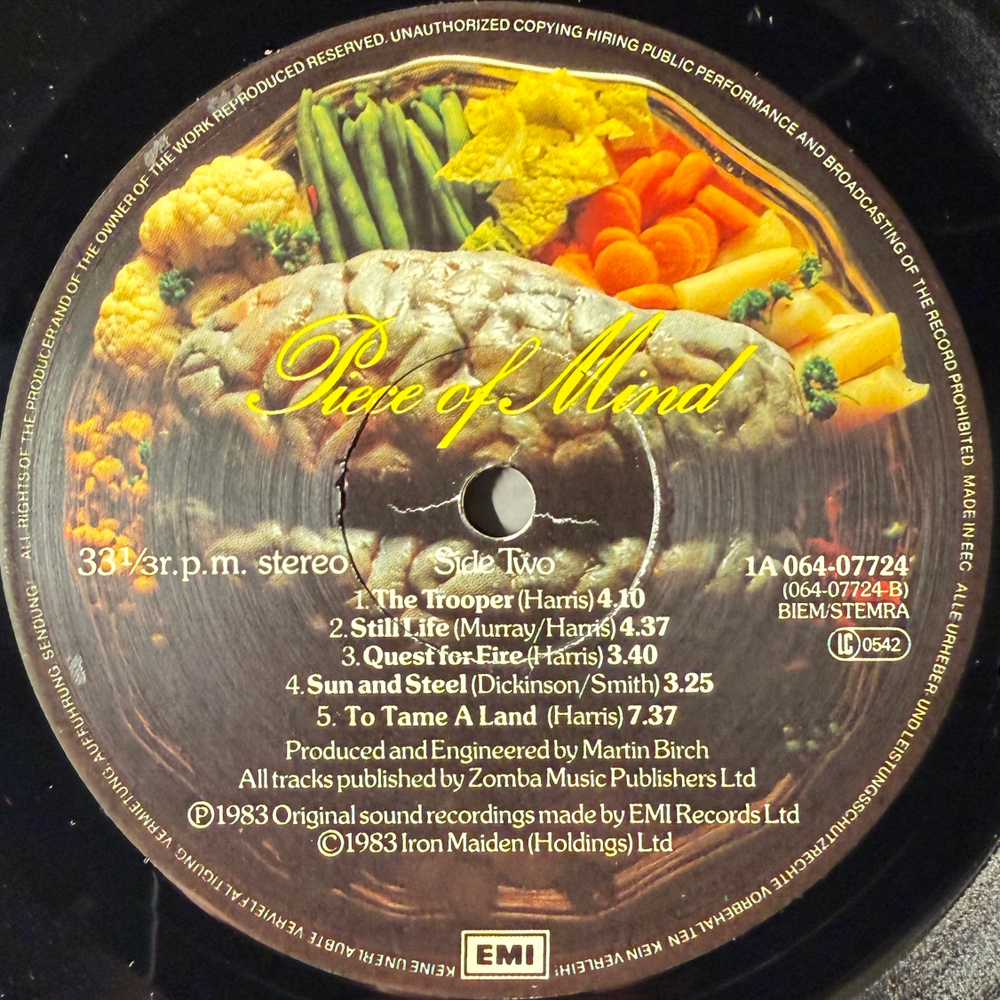 ALL RIGHTS OF THE PRODUCER AND OF THE OWNER OF THE WORK REPRODUCED RESERVED. UNAUTHORIZED COPYING HIRING PUBLIC PERFORMANCE AND BROADCASTING OF THE RECORD PROHIBITED. MADE IN EEC
Piece of Mind
33⅓r.p.m. stereo
Side Two
1A 064-07724
(064-07724-B)
BIEM/STEMRA
LC 0542
1. The Trooper (Harris) 4.10
2. Still Life (Murray/Harris) 4.37
3. Quest for Fire (Harris) 3.40
4. Sun and Steel (Dickinson/Smith) 3.25
5. To Tame A Land (Harris) 7.37
Produced and Engineered by Martin Birch
All tracks published by Zomba Music Publishers Ltd
Ⓟ1983 Original sound recordings made by EMI Records Ltd
©1983 Iron Maiden (Holdings) Ltd
ALLE URHEBER- UND LEISTUNGSSCHUTZRECHTE VORBEHALTEN KEIN VERLEIH! KEINE UNERLAUBTE VERVIELFALTIGUNG, VERMIETUNG, AUFFUHRUNG, SENDUNG!
EMI